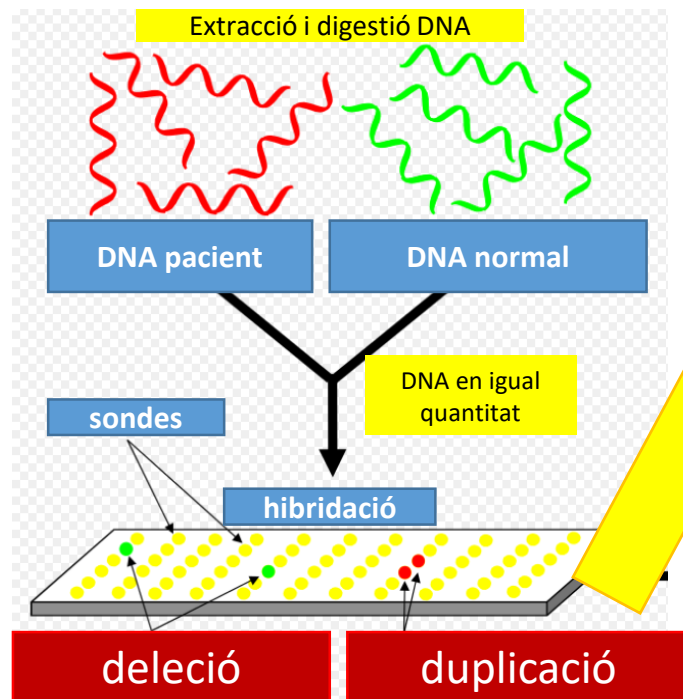 Extracció i digestió DNA
DNA pacient
DNA normal
DNA en igual
quantitat
sondes
hibridació
deleció
duplicació